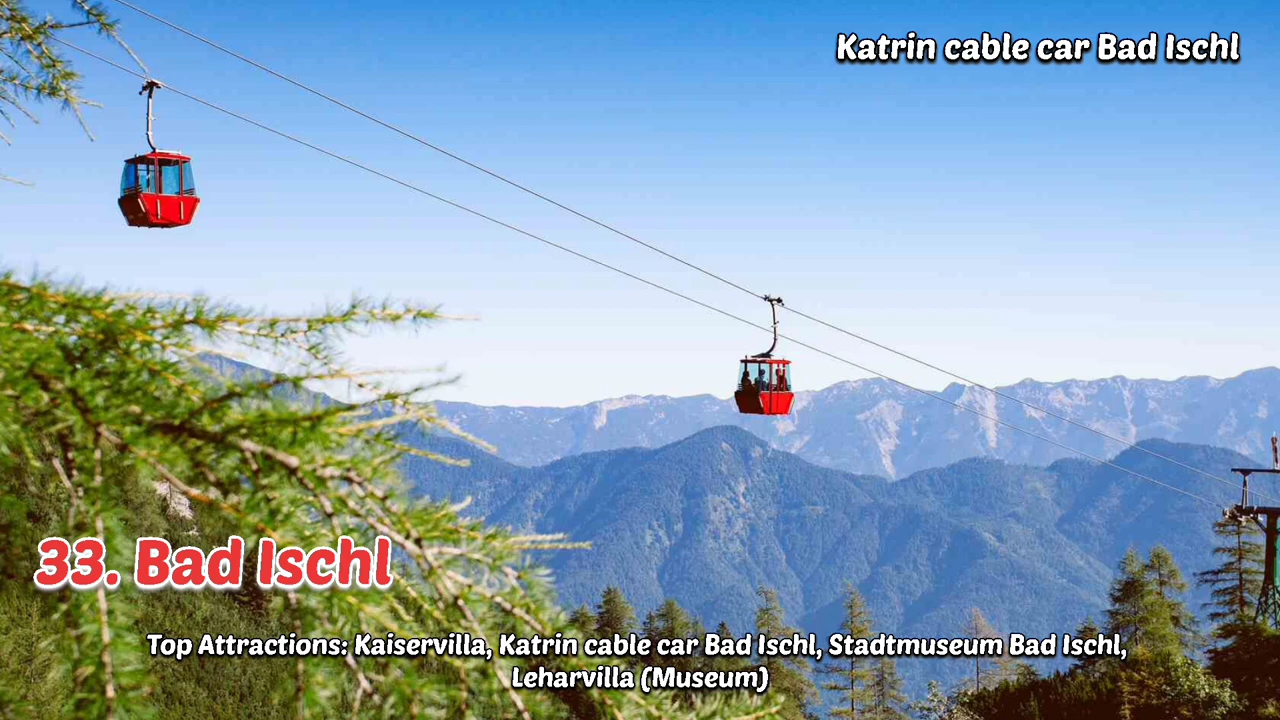 Katrin cable car Bad Ischl
33. Bad Ischl
Top Attractions: Kaiservilla, Katrin cable car Bad Ischl, Stadtmuseum Bad Ischl,
Leharvilla (Museum)